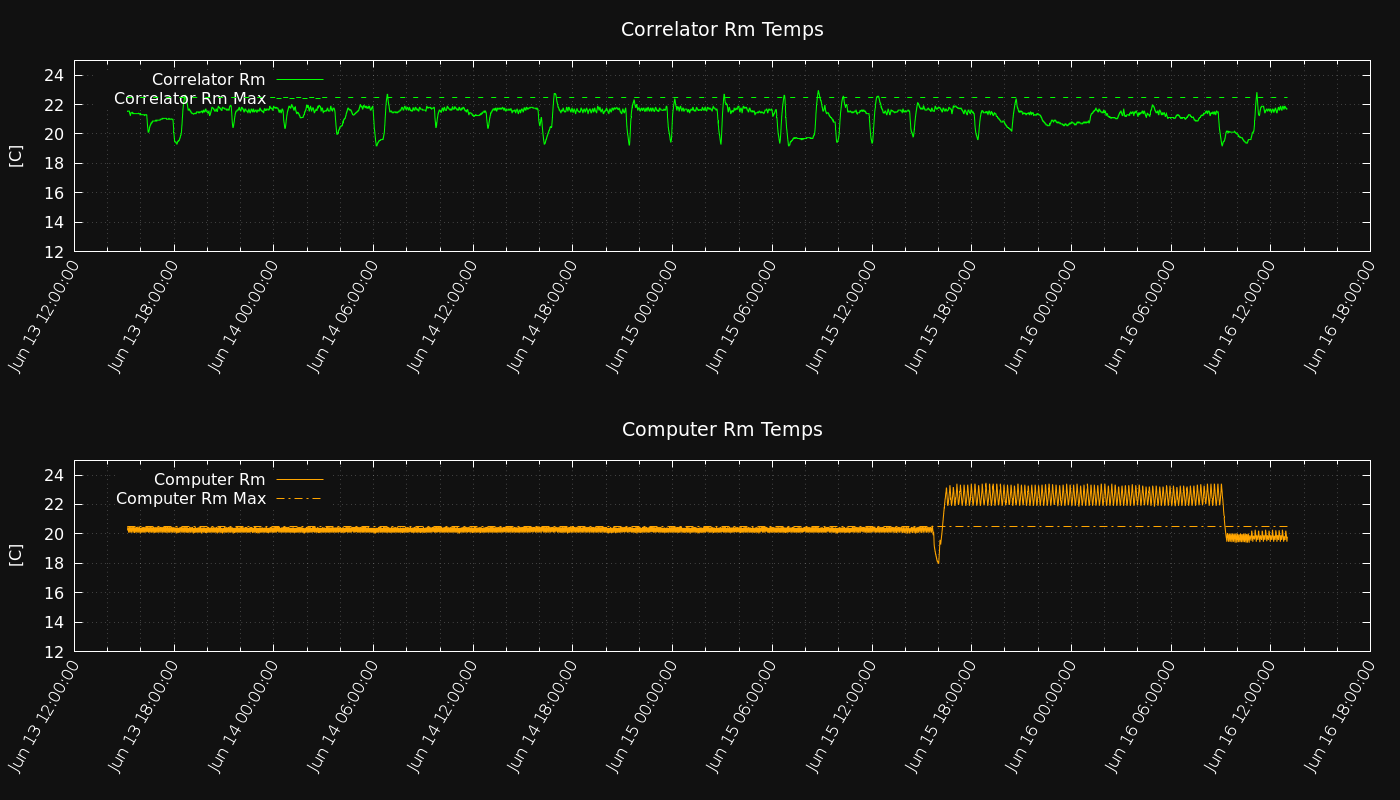 Correlator Rm Temps
Correlator Rm
Correlator Rm Max
[C]
24
22
20
18
16
14
12
Jun 13 12:00:00
Jun 13 18:00:00
Jun 14 00:00:00
Jun 14 06:00:00
Jun 14 12:00:00
Jun 14 18:00:00
Jun 15 00:00:00
Jun 15 06:00:00
Jun 15 12:00:00
Jun 15 18:00:00
Jun 16 00:00:00
Jun 16 06:00:00
Jun 16 12:00:00
Jun 16 18:00:00
Computer Rm Temps
Computer Rm
Computer Rm Max
[C]
24
22
20
18
16
14
12
Jun 13 12:00:00
Jun 13 18:00:00
Jun 14 00:00:00
Jun 14 06:00:00
Jun 14 12:00:00
Jun 14 18:00:00
Jun 15 00:00:00
Jun 15 06:00:00
Jun 15 12:00:00
Jun 15 18:00:00
Jun 16 00:00:00
Jun 16 06:00:00
Jun 16 12:00:00
Jun 16 18:00:00